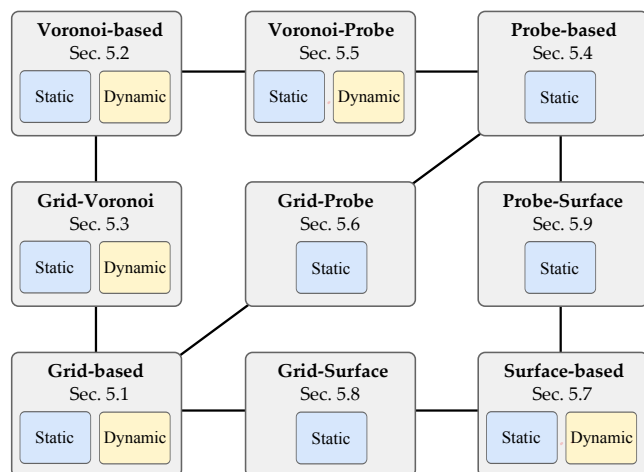 Voronoi-based
Sec. 5.2
Static Dynamic
Voronoi-Probe
Sec. 5.5
Static Dynamic
Probe-based
Sec. 5.4
Static
Grid-Voronoi
Sec. 5.3
Static Dynamic
Grid-Probe
Sec. 5.6
Static
Probe-Surface
Sec. 5.9
Static
Grid-based
Sec. 5.1
Static Dynamic
Grid-Surface
Sec. 5.8
Static
Surface-based
Sec. 5.7
Static Dynamic